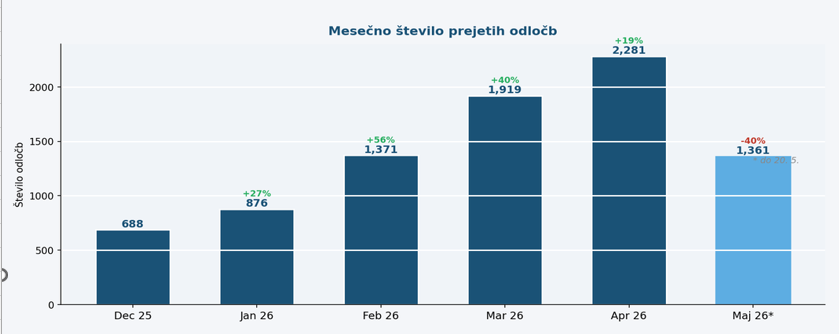 Mesečno število prejetih odločb
Število odločb
2000
1500
1000
500
0
688
+27%
876
+56%
1,371
+40%
1,919
+19%
2,281
-40%
1,361
Dec 25
Jan 26
Feb 26
Mar 26
Apr 26
Maj 26*